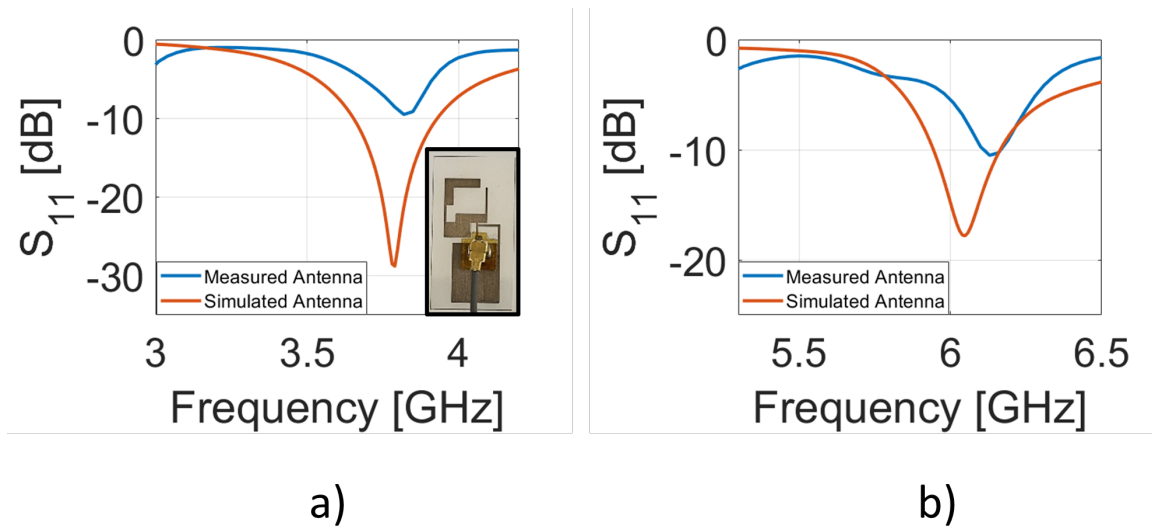 0
-10
-20
-30
S11 [dB]
Measured Antenna
Simulated Antenna
3
3.5
4
Frequency [GHz]
a)
0
-10
-20
S11 [dB]
Measured Antenna
Simulated Antenna
5.5
6
6.5
Frequency [GHz]
b)